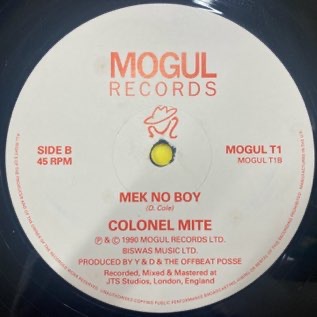 MOGUL
RECORDS
SIDE B
45 RPM
MOGUL T1
MOGUL T1B
MEK NO BOY
(D. Cole)
COLONEL MITE
℗ & © 1990 MOGUL RECORDS LTD.
BISWAS MUSIC LTD.
PRODUCED BY Y & D & THE OFFBEAT POSSE
Recorded, Mixed & Mastered at
JTS Studios, London, England